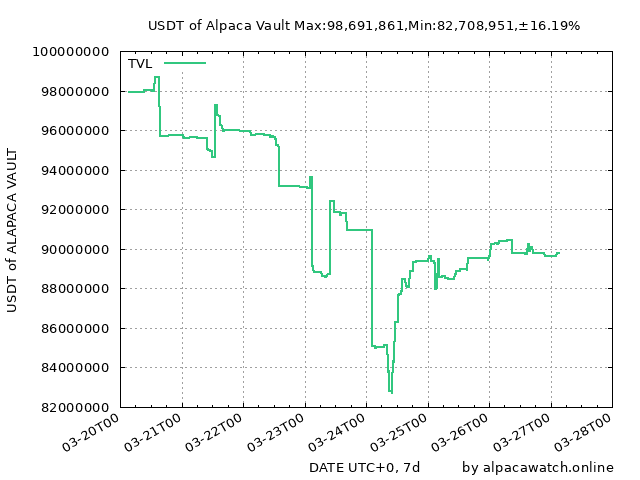 USDT of Alpaca Vault Max:98,691,861,Min:82,708,951,±16.19%
TVL
100000000
98000000
96000000
94000000
92000000
90000000
88000000
86000000
84000000
82000000
USDT of ALAPACA VAULT
03-20T00
03-21T00
03-22T00
03-23T00
03-24T00
03-25T00
03-26T00
03-27T00
03-28T00
DATE UTC+0, 7d
by alpacawatch.online